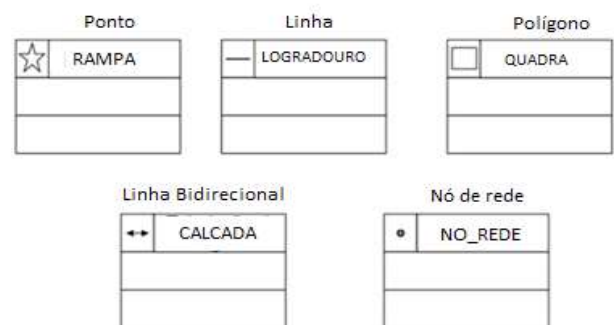 Ponto
Linha
Polígono
RAMPA
LOGRADOURO
QUADRA
Linha Bidirecional
Nó de rede
CALCADA
NO_REDE